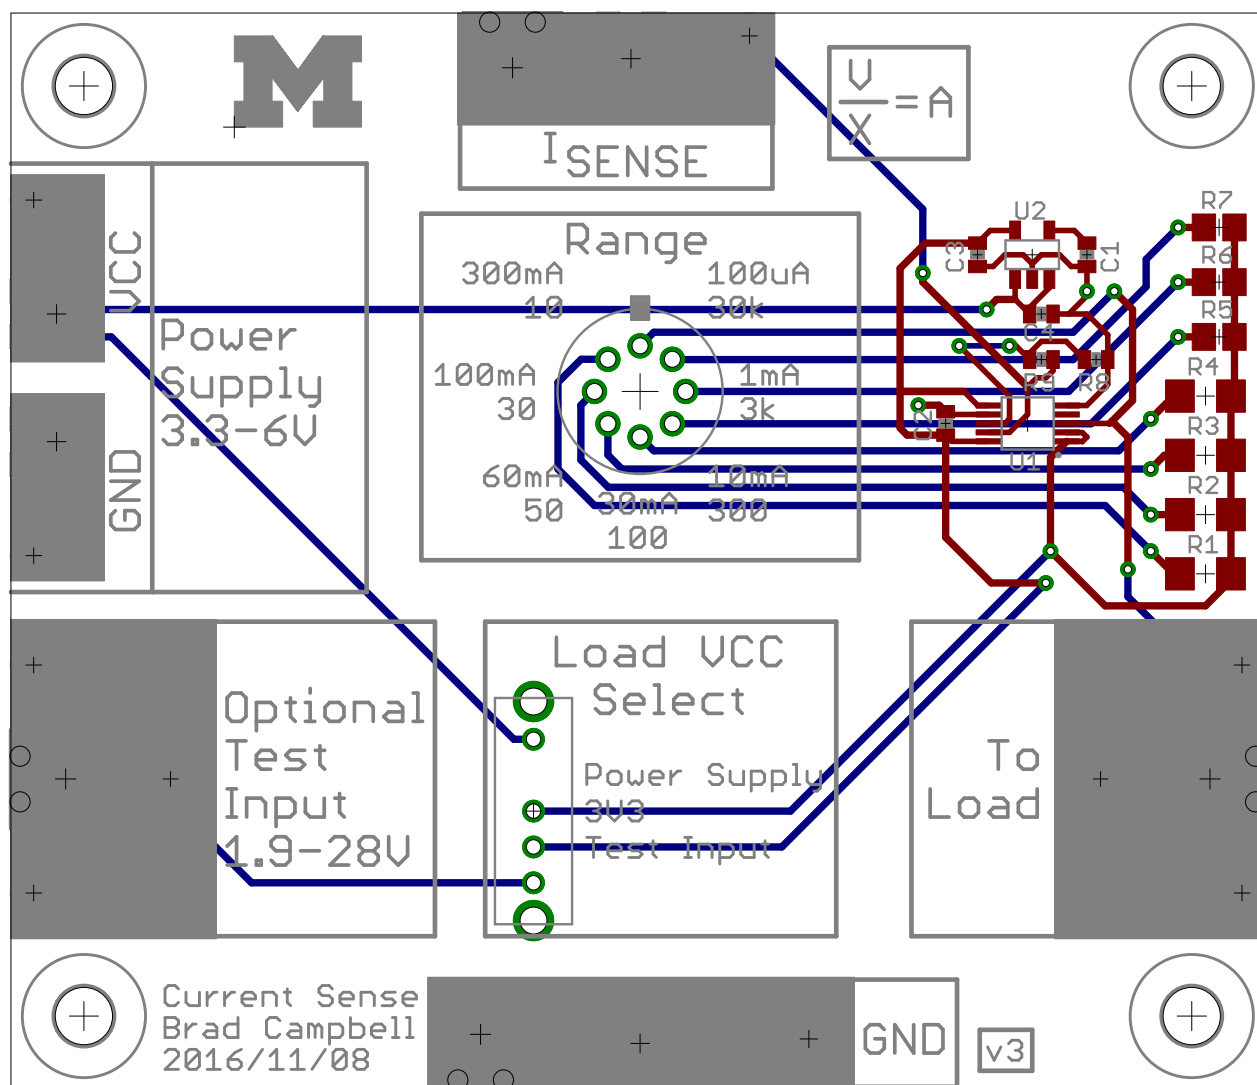 M
I SENSE
V
X
=A
VCC
GND
Power
Supply
3.3-6V
Range
300mA
10
100uA
30k
100mA
30
1mA
3k
60mA
50
30mA
100
10mA
300
U2
C3
C1
C4
R9
R8
C2
U1
R7
R6
R5
R4
R3
R2
R1
Optional
Test
Input
1.9-28V
Load VCC
Select
Power Supply
3V3
Test Input
To
Load
Current Sense
Brad Campbell
2016/11/08
GND
v3